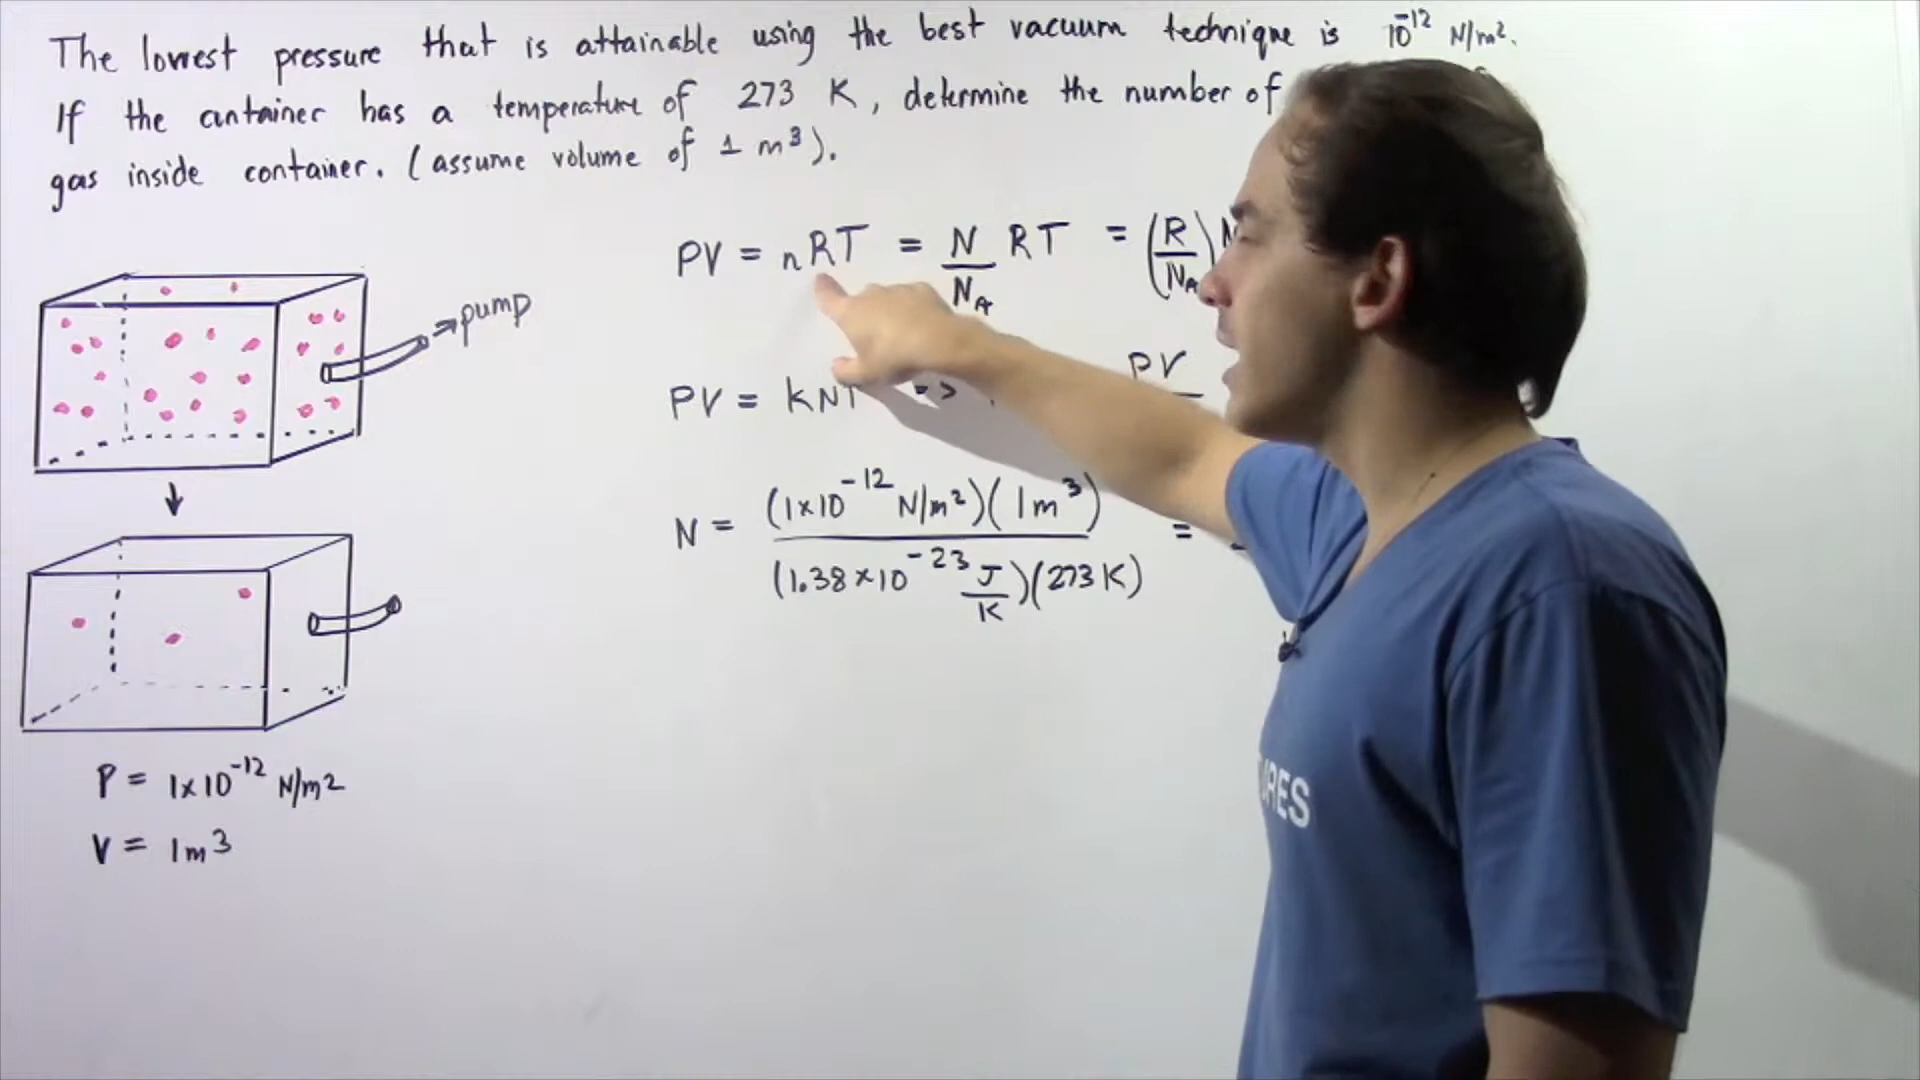 The lowest pressure that is attainable using the best vacuum technique is 10⁻¹² N/m².
If the container has a temperature of 273 K, determine the number of
gas inside container. (assume volume of 1 m³).
PV = nRT = N/N_A RT = (R/N_A) N
pump
PV = kNT => PV
N = (1×10⁻¹² N/m²)(1m³) / (1.38×10⁻²³ J/K)(273K) =
P = 1×10⁻¹² N/m²
V = 1m³
URES